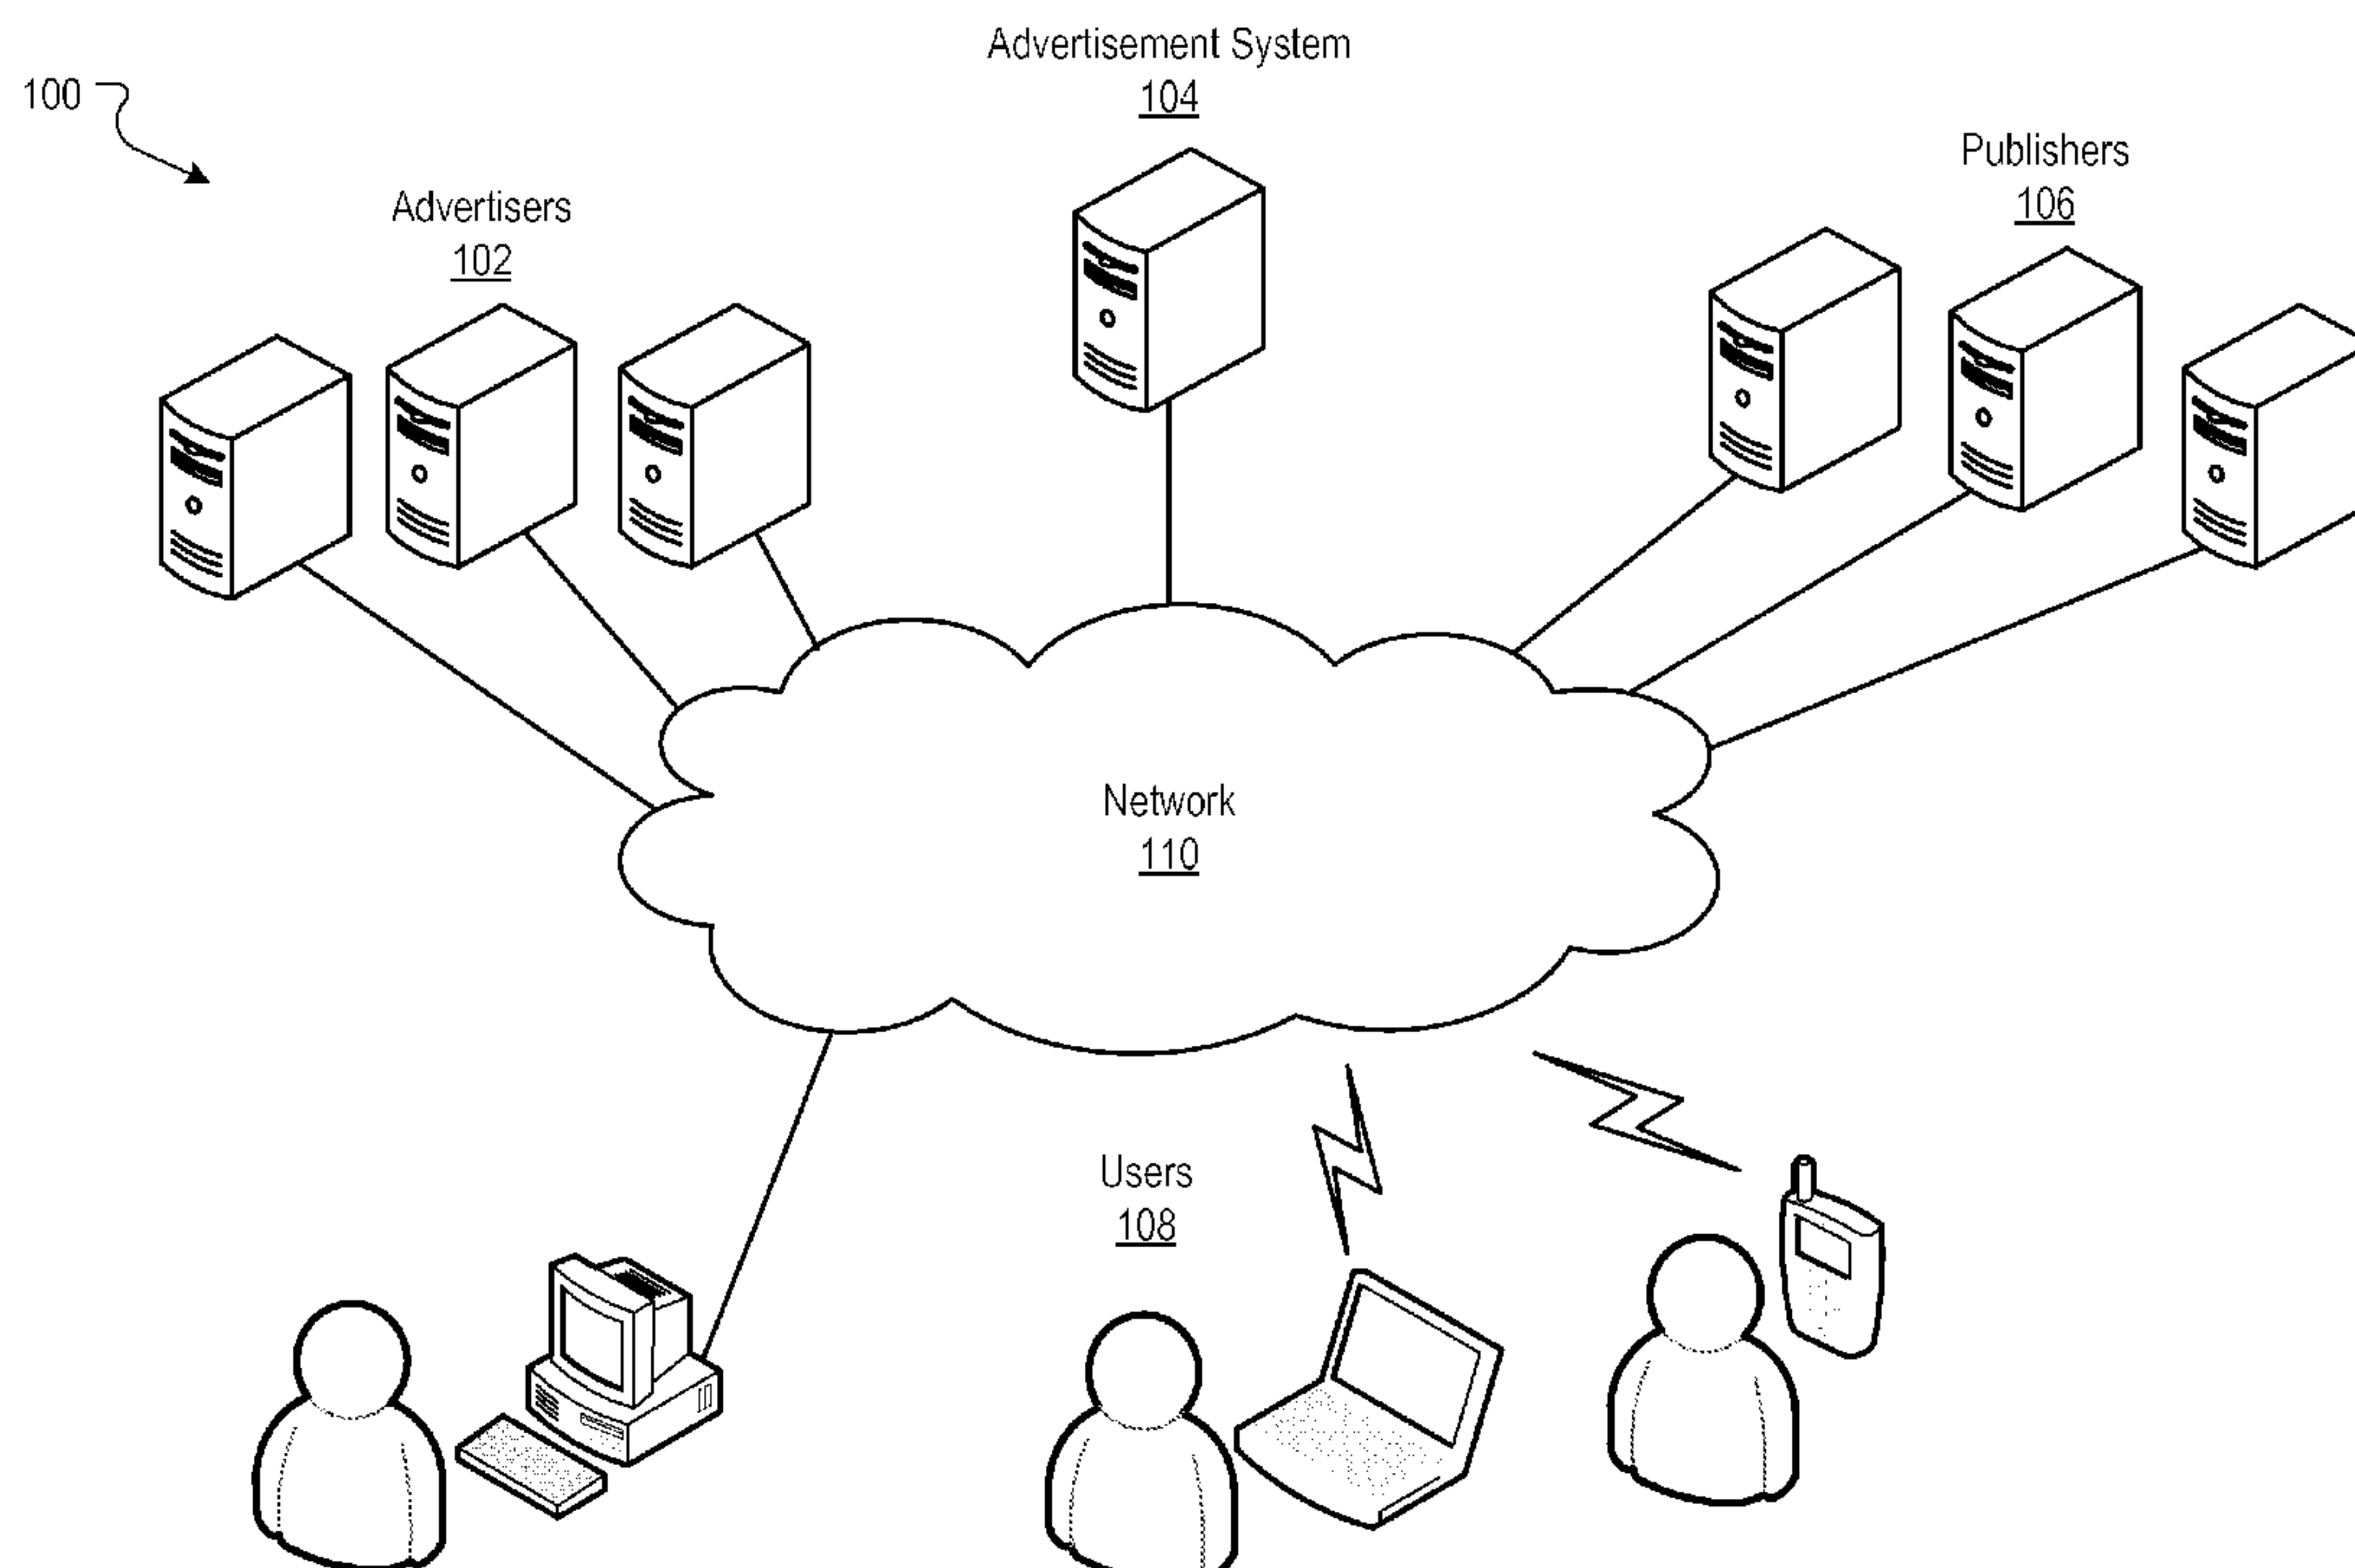 Advertisement System
104
100
Publishers
106
Advertisers
102
Network
110
Users
108